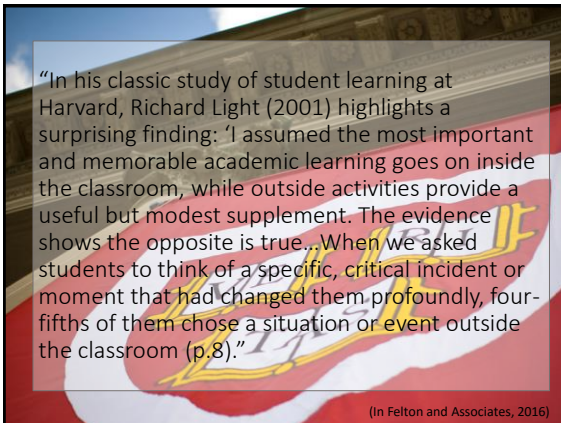 “In his classic study of student learning at
Harvard, Richard Light (2001) highlights a
surprising finding: ‘I assumed the most important
and memorable academic learning goes on inside
the classroom, while outside activities provide a
useful but modest supplement. The evidence
shows the opposite is true...When we asked
students to think of a specific, critical incident or
moment that had changed them profoundly, four-
fifths of them chose a situation or event outside
the classroom (p.8).”
VE RI
TAS
(In Felton and Associates, 2016)